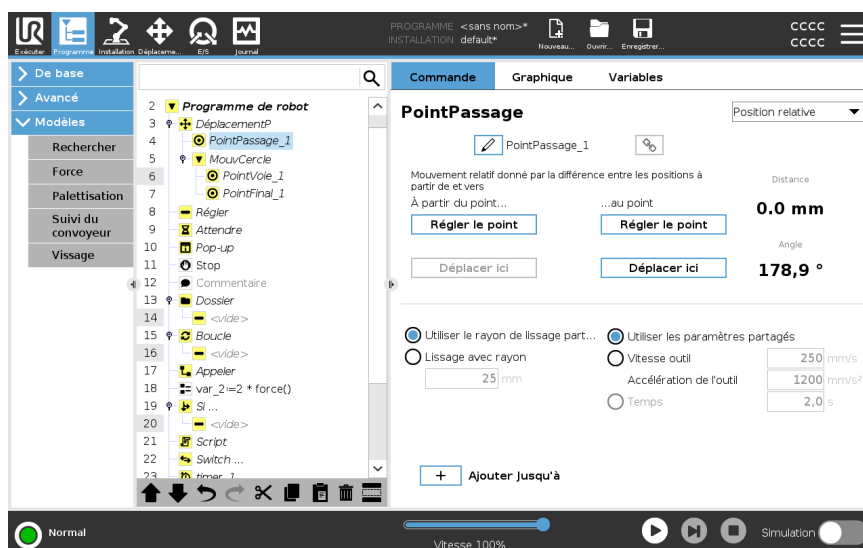 PROGRAMME <sans nom>*
INSTALLATION default*
UR
Exécuter
Programme
Installation
Déplaceme...
E/S
Journal
Nouveau...
Ouvrir...
Enregistrer...
CCCC
CCCC
De base
Avancé
Modèles
Rechercher
Force
Palettisation
Suivi du
convoyeur
Vissage
2 Programme de robot
3 DéplacementP
4 PointPassage_1
5 MouvCercle
6 PointVoie_1
7 PointFinal_1
8 Régler
9 Attendre
10 Pop-up
11 Stop
12 Commentaire
13 Dossier
14 <vide>
15 Boucle
16 <vide>
17 Appeler
18 var_2≔2 * force()
19 Si ...
20 <vide>
21 Script
22 Switch ...
23 timer_1
Commande
Graphique
Variables
PointPassage
Position relative
PointPassage_1
Mouvement relatif donné par la différence entre les positions à
partir de et vers
À partir du point...
...au point
Régler le point
Régler le point
Déplacer ici
Déplacer ici
Distance
0.0 mm
Angle
178,9 °
Utiliser le rayon de lissage part...
Lissage avec rayon
25 mm
Utiliser les paramètres partagés
Vitesse outil
250 mm/s
Accélération de l'outil
1200 mm/s²
Temps
2,0 s
+ Ajouter Jusqu'à
Normal
Vitesse 100%
Simulation